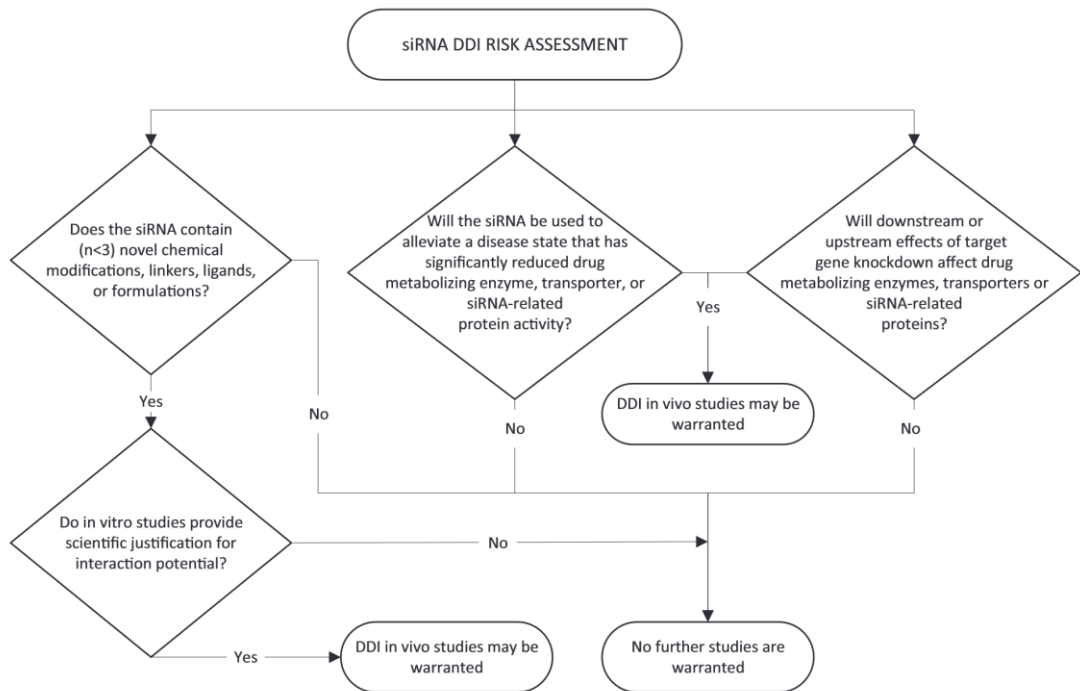 siRNA DDI RISK ASSESSMENT
Does the siRNA contain
(n<3) novel chemical
modifications, linkers, ligands,
or formulations?
Will the siRNA be used to
alleviate a disease state that has
significantly reduced drug
metabolizing enzyme, transporter, or
siRNA-related
protein activity?
Will downstream or
upstream effects of target
gene knockdown affect drug
metabolizing enzymes, transporters or
siRNA-related
proteins?
Yes
DDI in vivo studies may be
warranted
Yes
No
No
No
Do in vitro studies provide
scientific justification for
interaction potential?
No
Yes
DDI in vivo studies may be
warranted
No further studies are
warranted